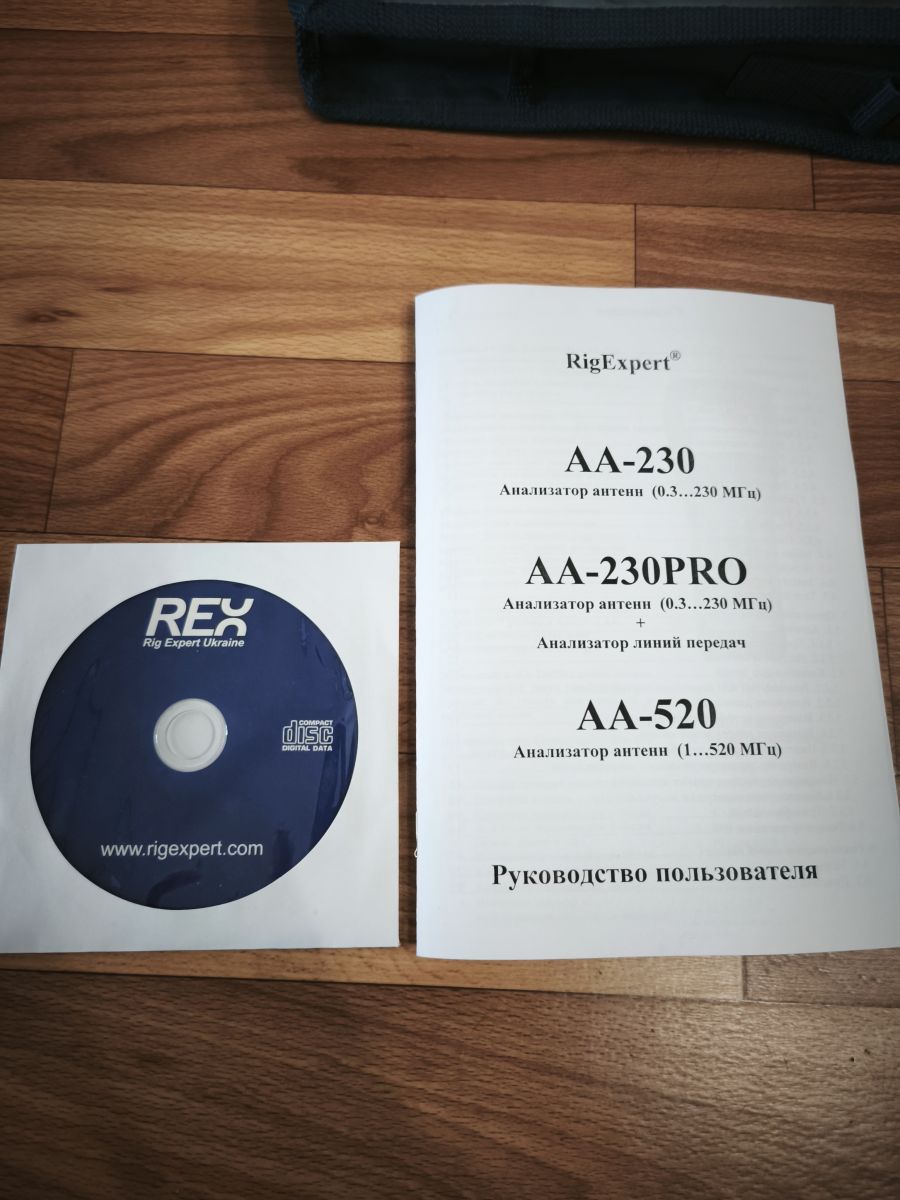 RigExpert®
AA-230
Анализатор антенн (0.3...230 МГц)
AA-230PRO
Анализатор антенн (0.3...230 МГц)
+
Анализатор линий передач
AA-520
Анализатор антенн (1...520 МГц)
Руководство пользователя
REX
Rig Expert Ukraine
COMPACT
disc
DIGITAL DATA
www.rigexpert.com